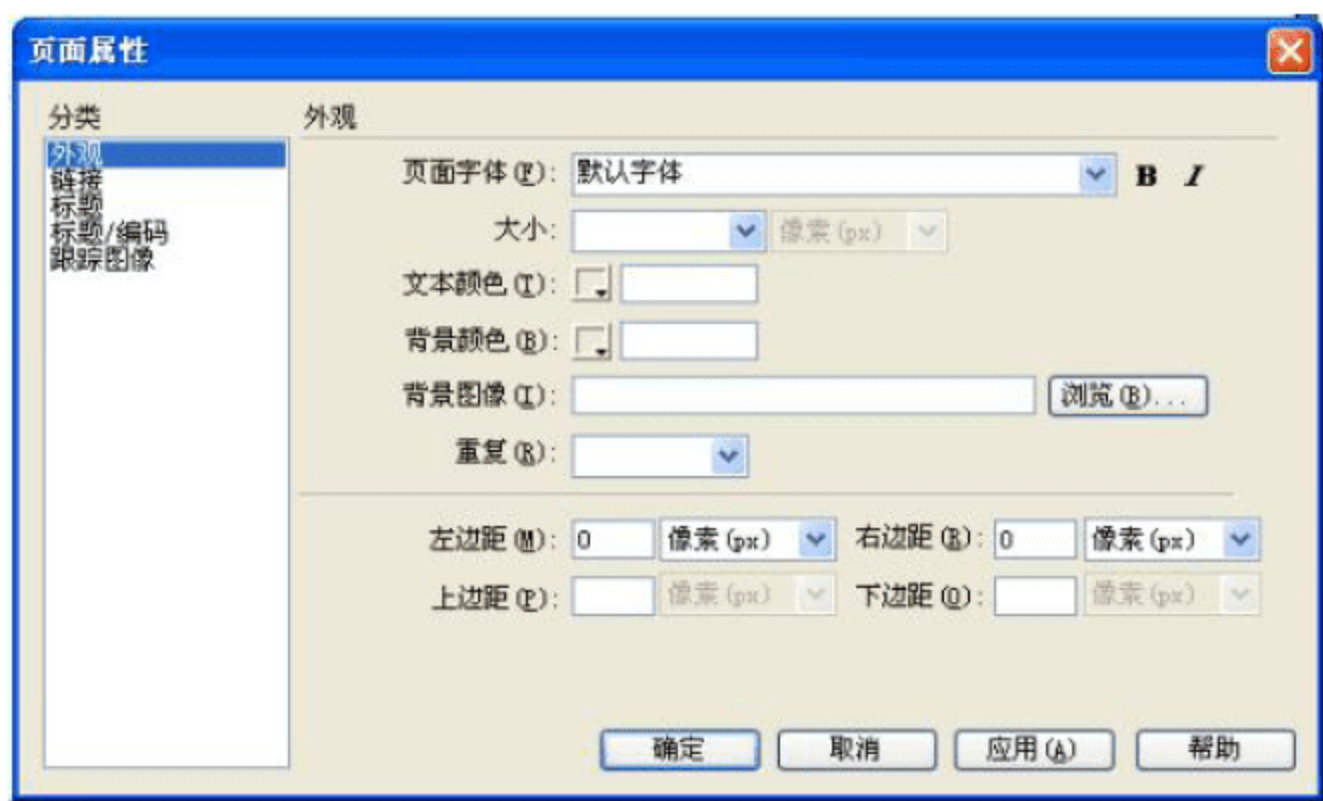 页面属性
分类
外观
链接
标题
标题/编码
跟踪图像
外观
页面字体(F): 默认字体 B I
大小: 像素(px)
文本颜色(T):
背景颜色(B):
背景图像(I): 浏览(B)...
重复(R):
左边距(M): 0 像素(px) 右边距(R): 0 像素(px)
上边距(P): 像素(px) 下边距(O): 像素(px)
确定 取消 应用(A) 帮助